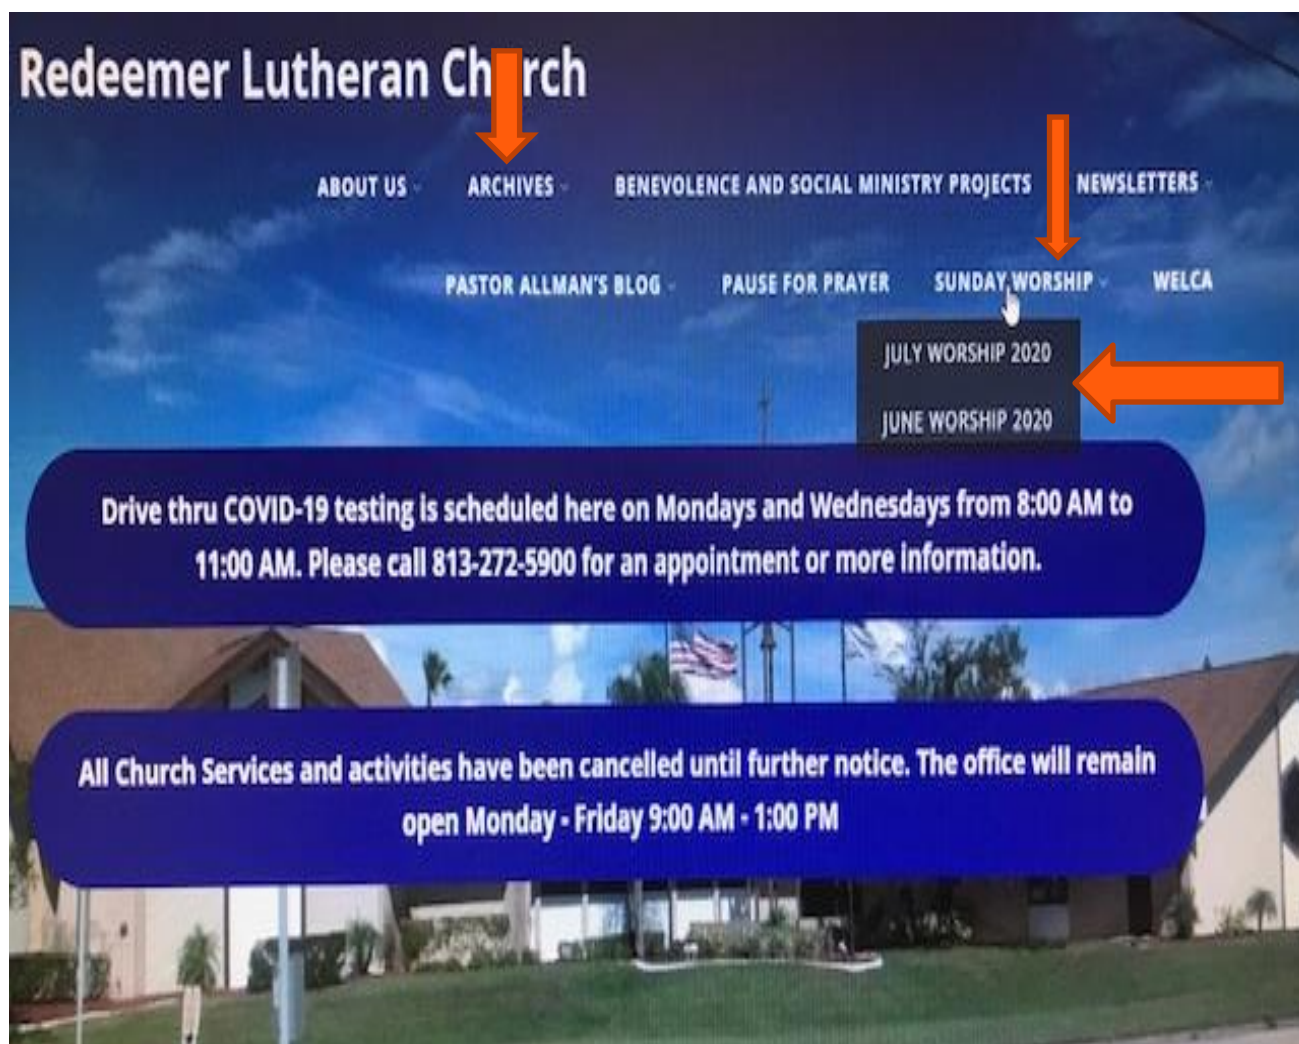 Redeemer Lutheran Church
ABOUT US
ARCHIVES
BENEVOLENCE AND SOCIAL MINISTRY PROJECTS
NEWSLETTERS
PASTOR ALLMAN'S BLOG
PAUSE FOR PRAYER
SUNDAY WORSHIP
WELCA
JULY WORSHIP 2020
JUNE WORSHIP 2020
Drive thru COVID-19 testing is scheduled here on Mondays and Wednesdays from 8:00 AM to
11:00 AM. Please call 813-272-5900 for an appointment or more information.
All Church Services and activities have been cancelled until further notice. The office will remain
open Monday - Friday 9:00 AM - 1:00 PM